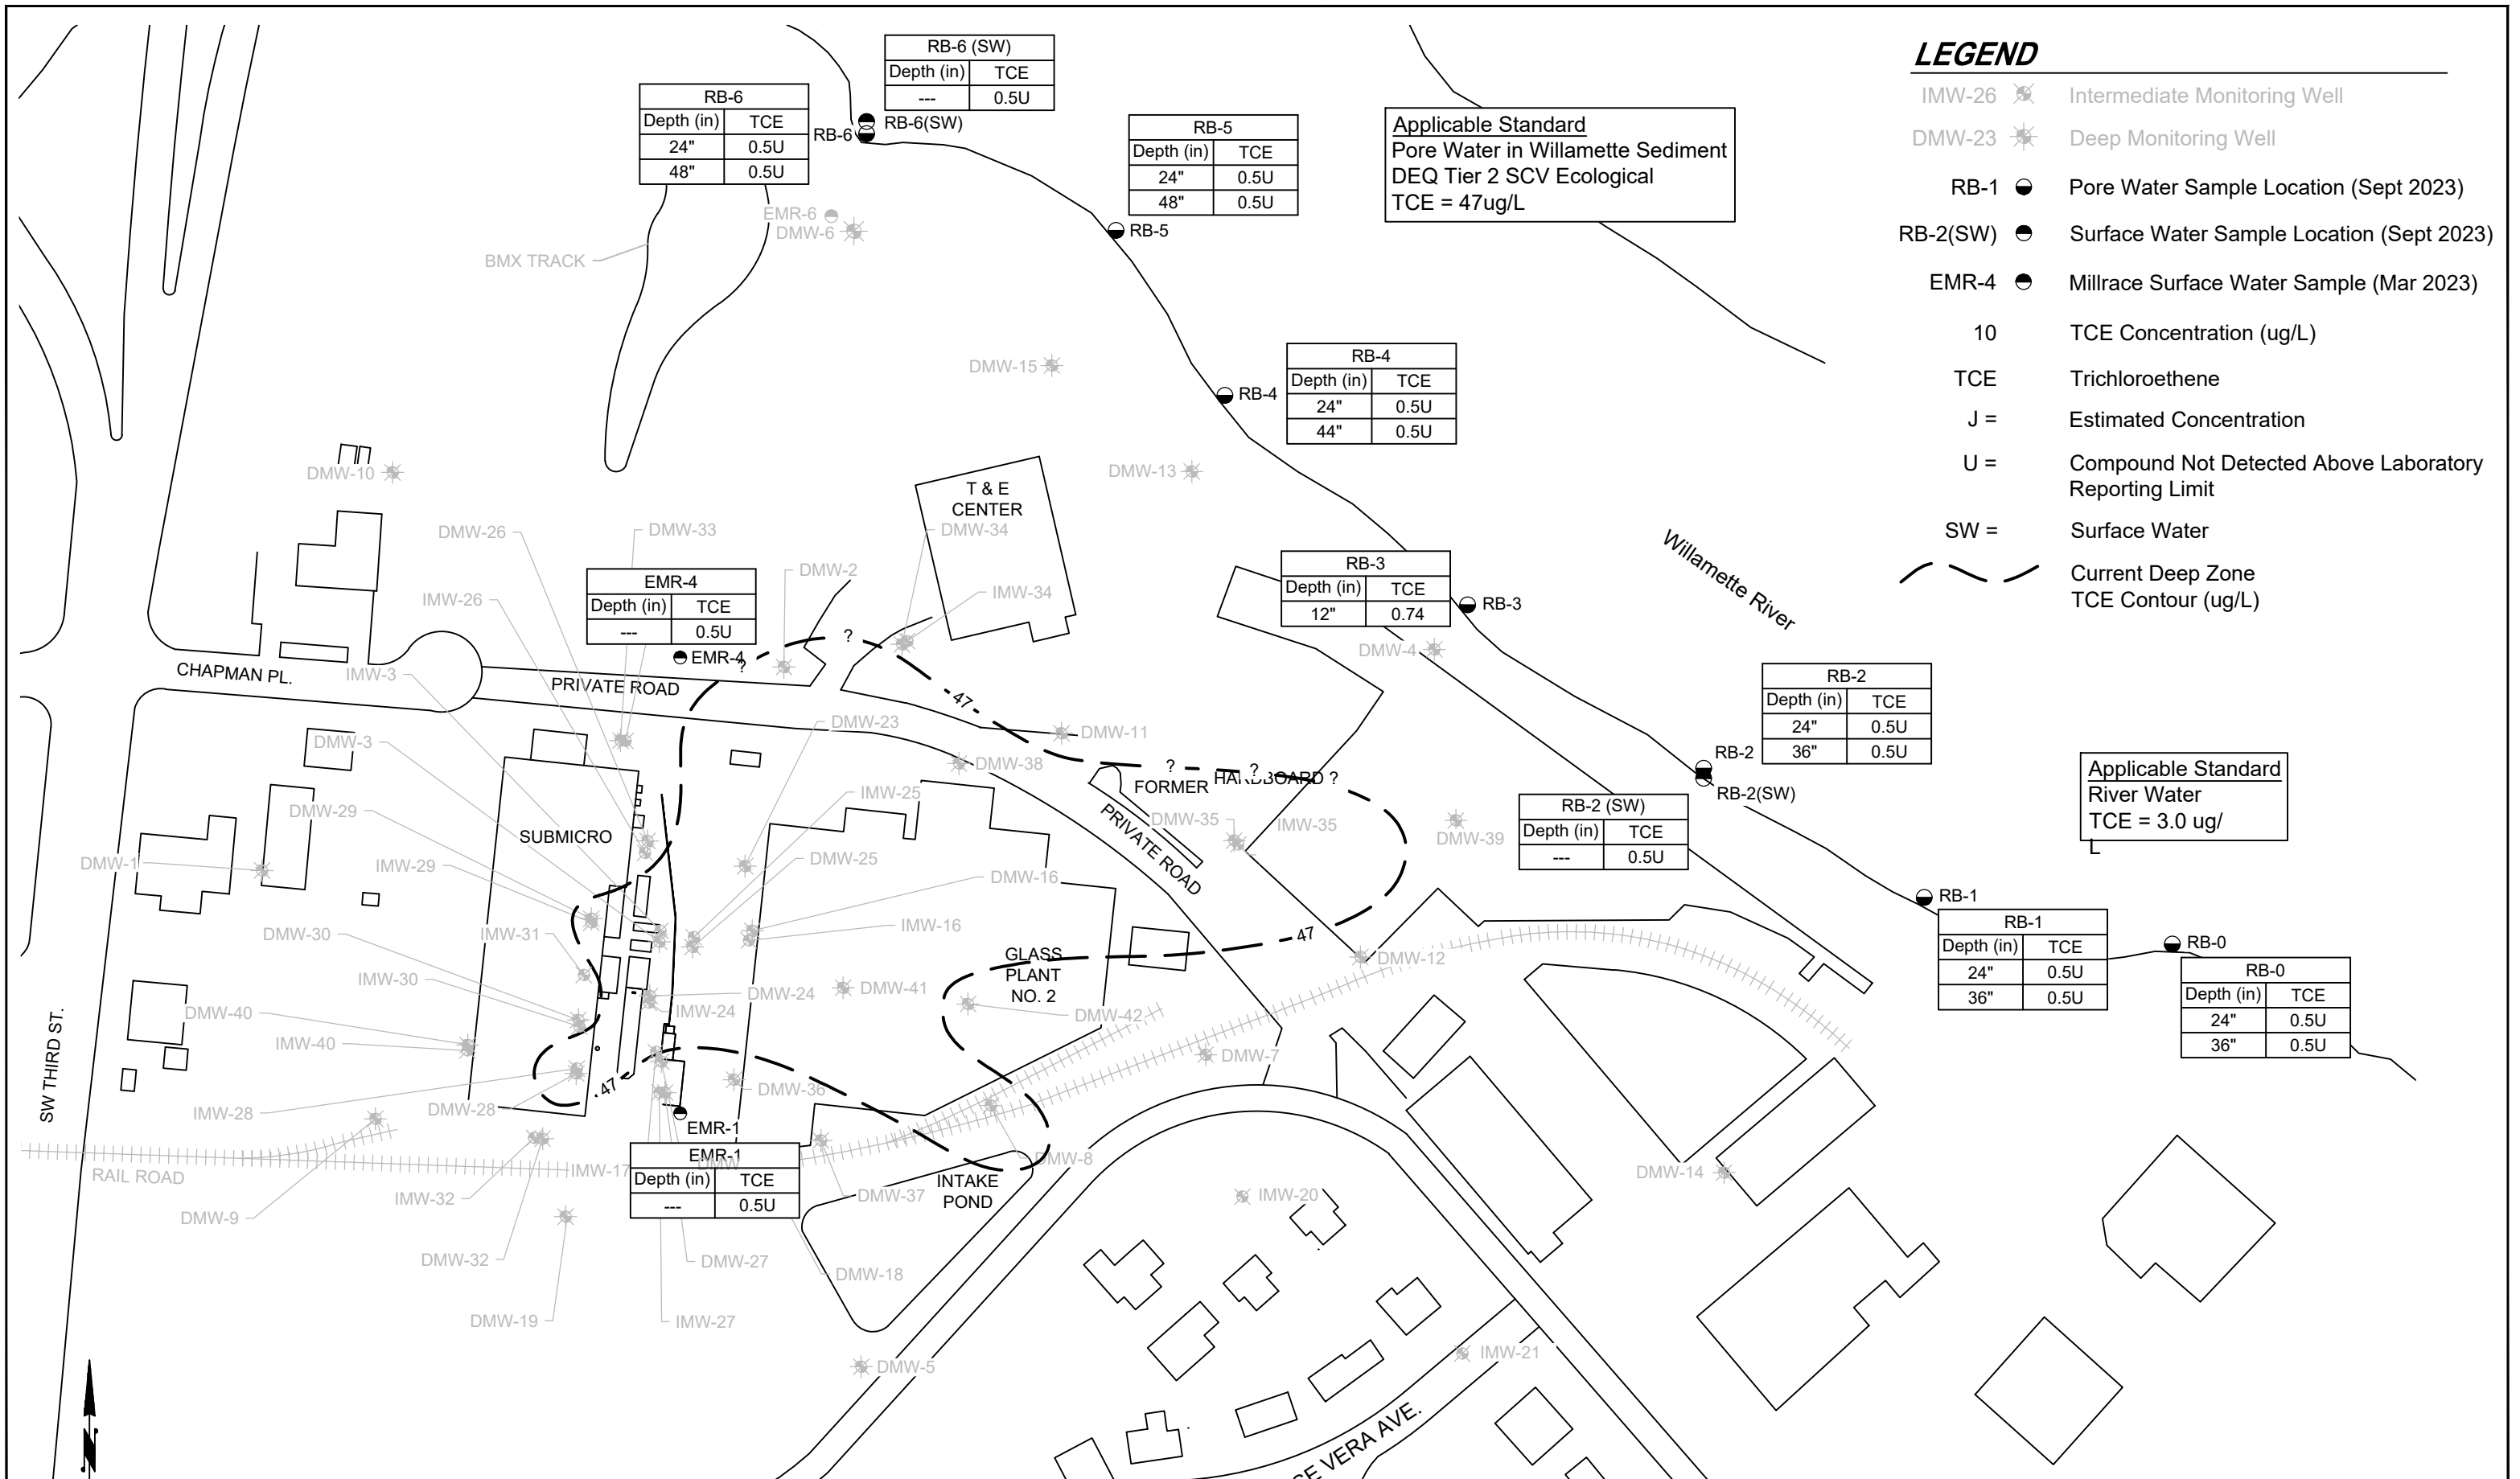 LEGEND
IMW-26 Intermediate Monitoring Well
DMW-23 Deep Monitoring Well
RB-1 Pore Water Sample Location (Sept 2023)
RB-2(SW) Surface Water Sample Location (Sept 2023)
EMR-4 Millrace Surface Water Sample (Mar 2023)
10 TCE Concentration (ug/L)
TCE Trichloroethene
J = Estimated Concentration
U = Compound Not Detected Above Laboratory
Reporting Limit
SW = Surface Water
Current Deep Zone
TCE Contour (ug/L)
RB-6 (SW)
Depth (in) TCE
--- 0.5U
RB-6
Depth (in) TCE
24" 0.5U
48" 0.5U
RB-6(SW)
RB-6
RB-5
Depth (in) TCE
24" 0.5U
48" 0.5U
RB-5
Applicable Standard
Pore Water in Willamette Sediment
DEQ Tier 2 SCV Ecological
TCE = 47ug/L
EMR-6
DMW-6
BMX TRACK
RB-4
Depth (in) TCE
24" 0.5U
44" 0.5U
RB-4
DMW-15
DMW-10
DMW-13
T & E
CENTER
DMW-34
DMW-26
DMW-33
IMW-26
DMW-2
IMW-34
EMR-4
Depth (in) TCE
--- 0.5U
EMR-4
?
?
RB-3
Depth (in) TCE
12" 0.74
RB-3
DMW-4
Willamette River
CHAPMAN PL.
IMW-3
PRIVATE ROAD
47
RB-2
Depth (in) TCE
24" 0.5U
36" 0.5U
RB-2
RB-2(SW)
RB-2 (SW)
Depth (in) TCE
--- 0.5U
Applicable Standard
River Water
TCE = 3.0 ug/
L
DMW-3
DMW-23
DMW-11
DMW-38
?
?
FORMER HARDBOARD ?
IMW-25
DMW-29
SUBMICRO
PRIVATE ROAD
DMW-35
IMW-35
DMW-39
DMW-1
IMW-29
DMW-25
DMW-16
RB-1
RB-1
Depth (in) TCE
24" 0.5U
36" 0.5U
RB-0
RB-0
Depth (in) TCE
24" 0.5U
36" 0.5U
DMW-30
IMW-31
IMW-16
47
DMW-12
GLASS
PLANT
NO. 2
IMW-30
DMW-24
DMW-41
IMW-24
DMW-42
DMW-40
IMW-40
SW THIRD ST.
DMW-7
47
DMW-36
IMW-28
DMW-28
EMR-1
EMR-1
Depth (in) TCE
--- 0.5U
DMW
RAIL ROAD
IMW-17
DMW-8
INTAKE
POND
DMW-37
IMW-32
DMW-9
IMW-20
DMW-14
DMW-32
DMW-27
DMW-18
DMW-19
IMW-27
DMW-5
IMW-21
VERA AVE.
N